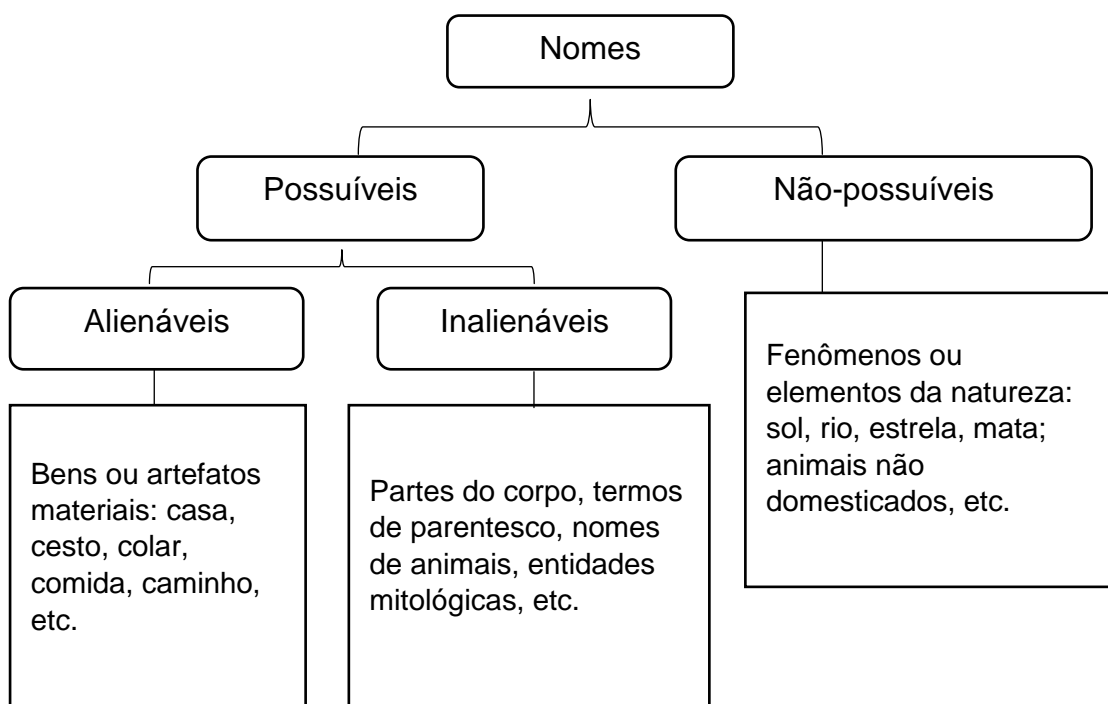 Nomes
Possuíveis
Não-possuíveis
Alienáveis
Inalienáveis
Bens ou artefatos
materiais: casa,
cesto, colar,
comida, caminho,
etc.
Partes do corpo, termos
de parentesco, nomes
de animais, entidades
mitológicas, etc.
Fenômenos ou
elementos da natureza:
sol, rio, estrela, mata;
animais não
domesticados, etc.